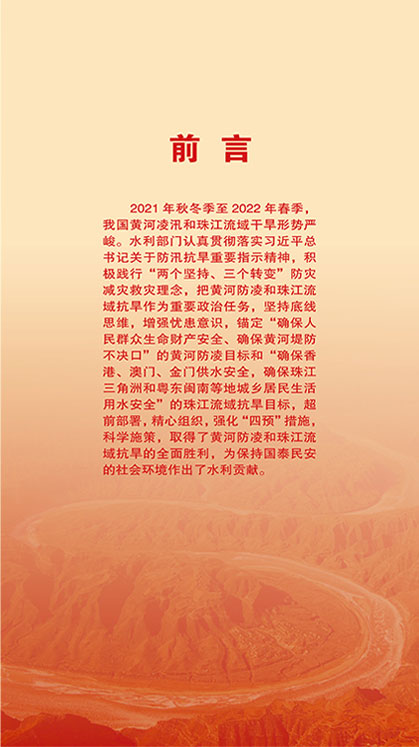 前言
2021年秋冬季至2022年春季，
我国黄河凌汛和珠江流域干旱形势严
峻。水利部门认真贯彻落实习近平总
书记关于防汛抗旱重要指示精神，积
极践行“两个坚持、三个转变”防灾
减灾救灾理念，把黄河防凌和珠江流
域抗旱作为重要政治任务，坚持底线
思维，增强忧患意识，锚定“确保人
民群众生命财产安全、确保黄河堤防
不决口”的黄河防凌目标和“确保香
港、澳门、金门供水安全，确保珠江
三角洲和粤东闽南等地城乡居民生活
用水安全”的珠江流域抗旱目标，超
前部署，精心组织，强化“四预”措施，
科学施策，取得了黄河防凌和珠江流
域抗旱的全面胜利，为保持国泰民安
的社会环境作出了水利贡献。